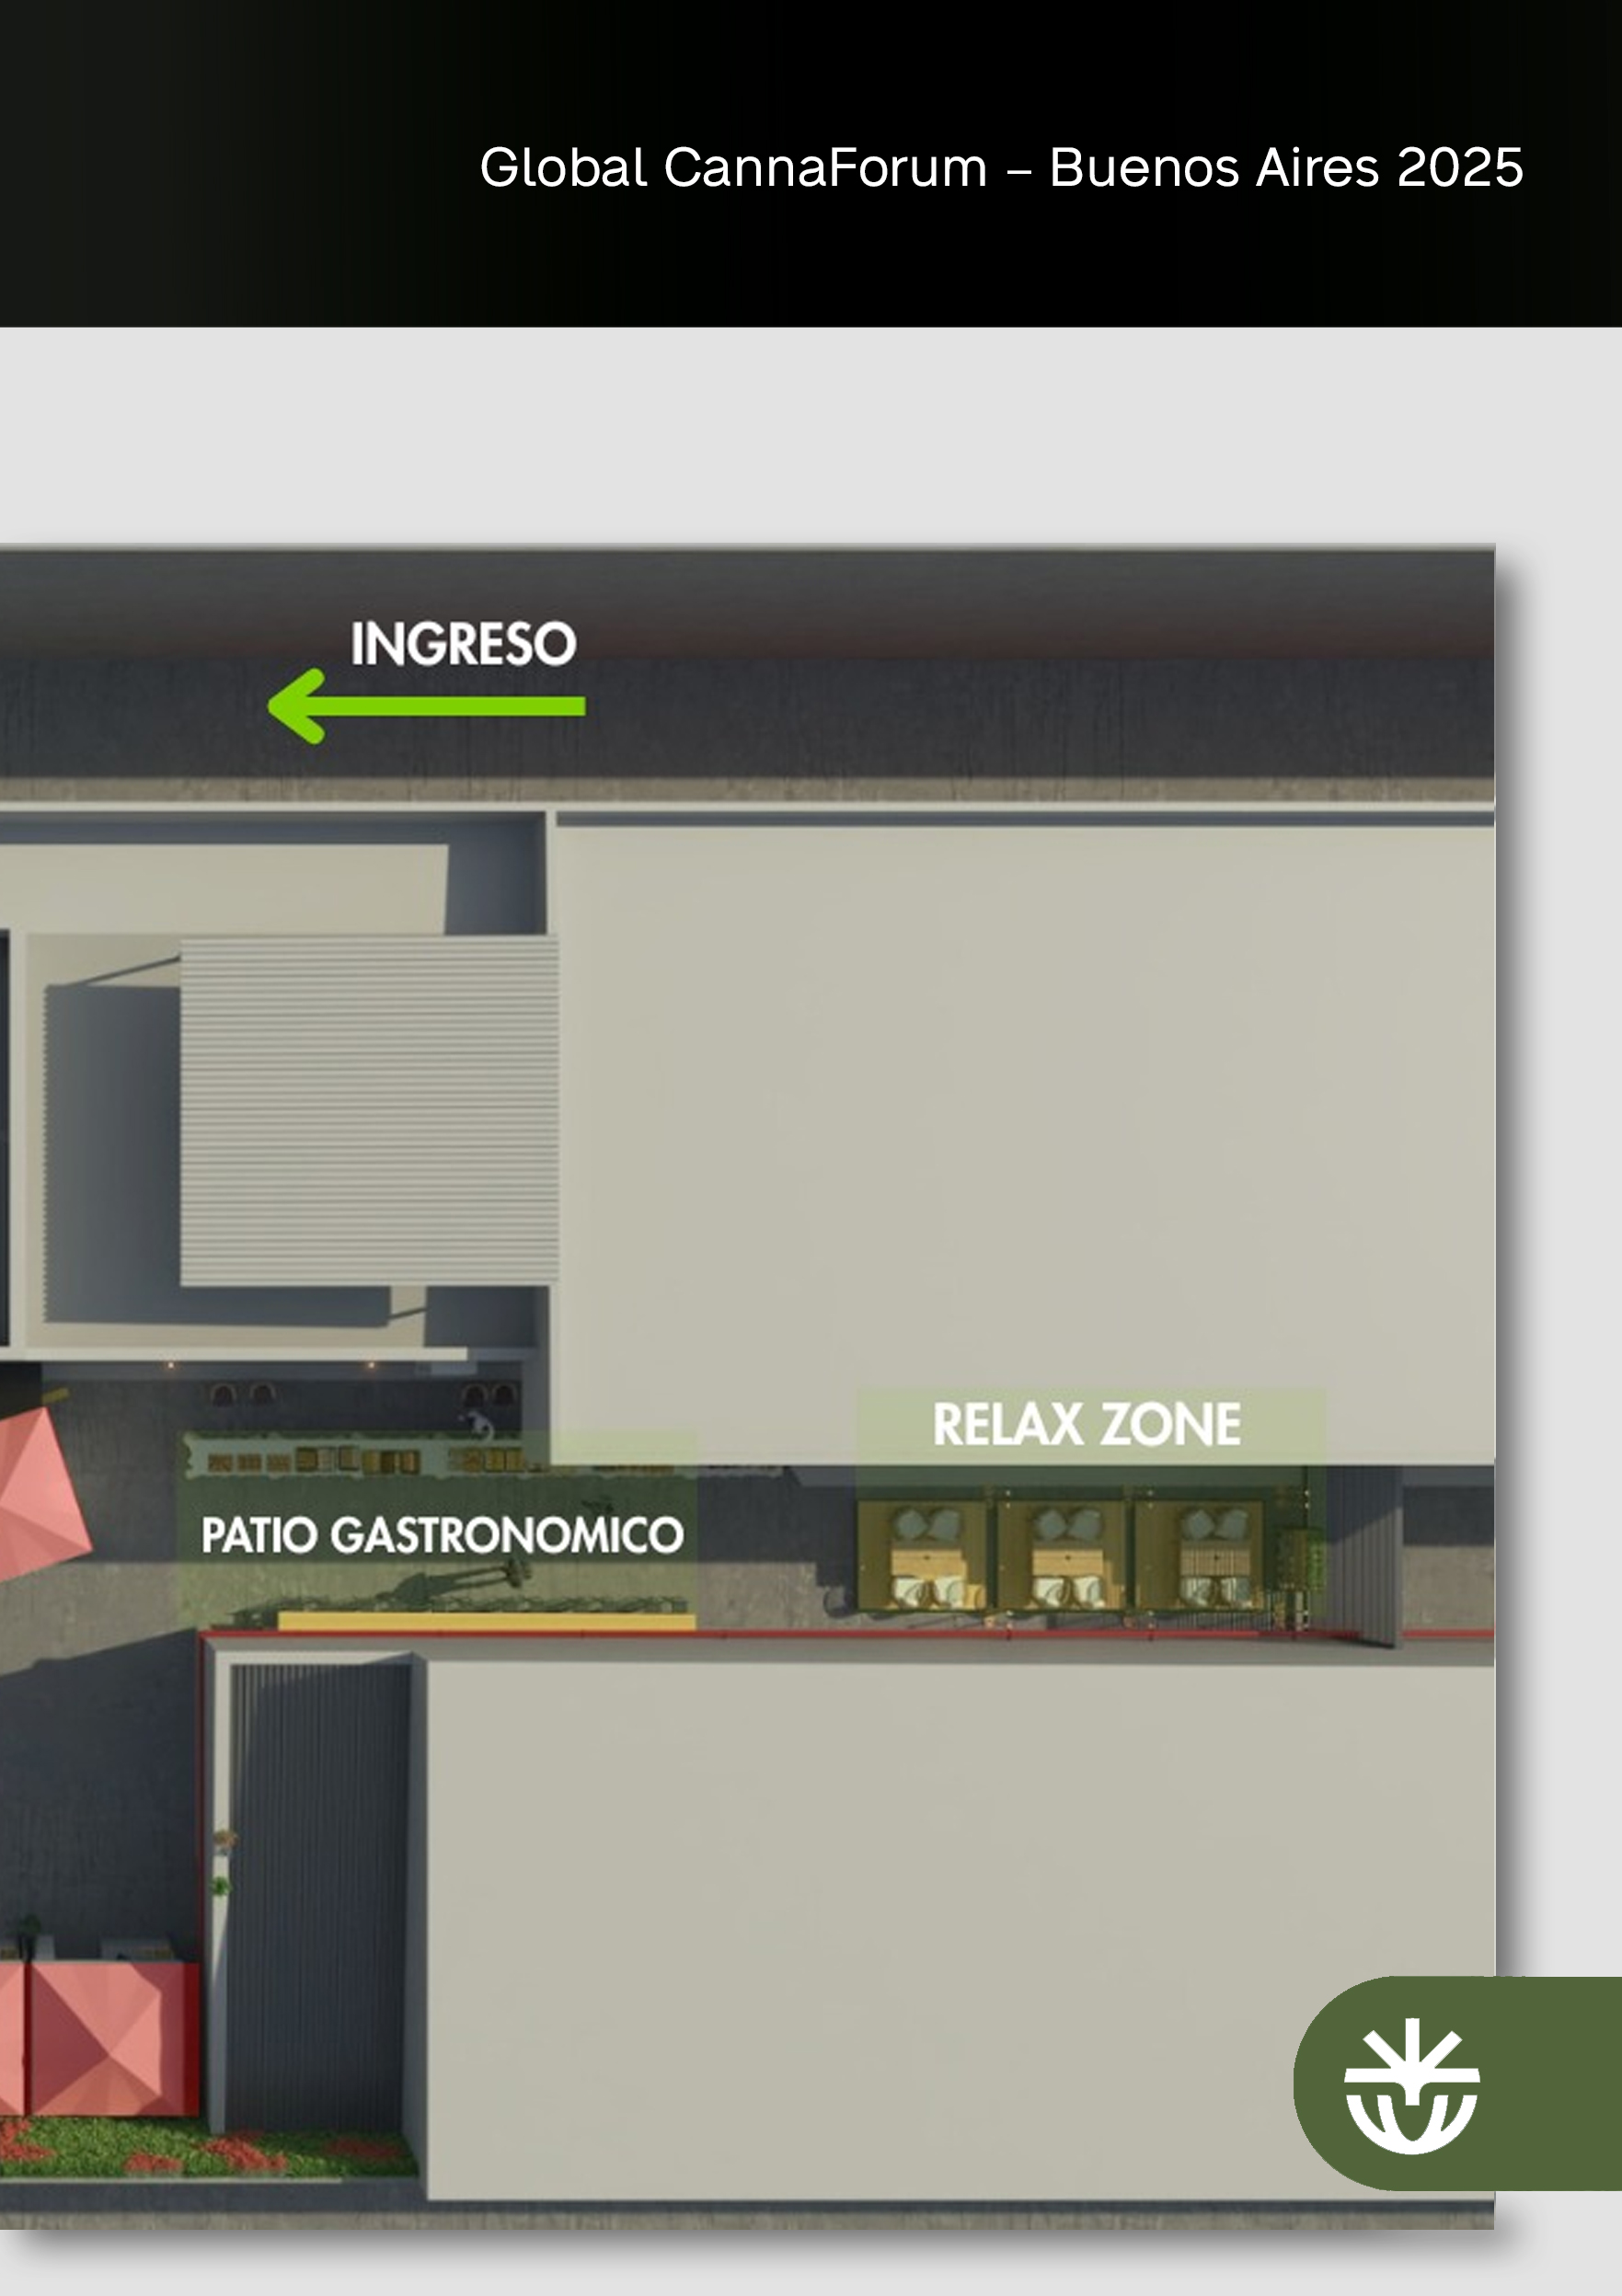 Global CannaForum – Buenos Aires 2025
INGRESO
RELAX ZONE
PATIO GASTRONOMICO